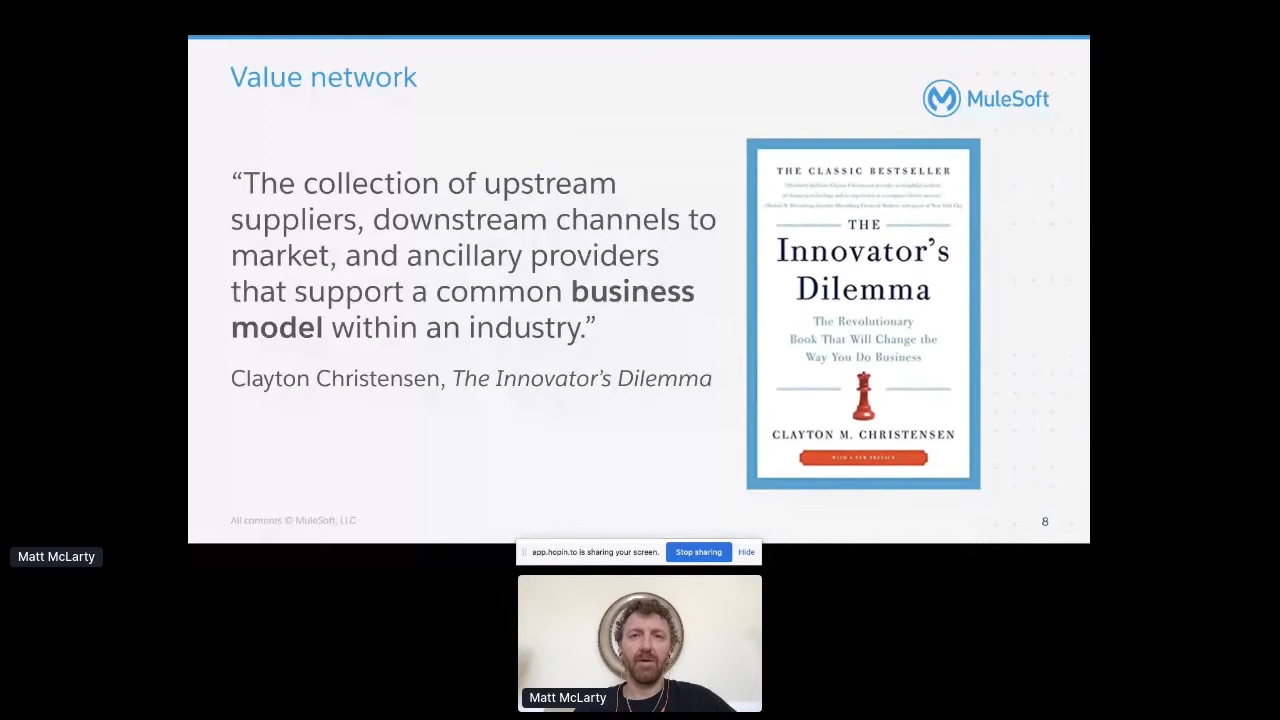 Value network
MuleSoft
“The collection of upstream
suppliers, downstream channels to
market, and ancillary providers
that support a common business
model within an industry.”
Clayton Christensen, The Innovator’s Dilemma
THE CLASSIC BESTSELLER
THE
Innovator’s
Dilemma
The Revolutionary
Book That Will Change the
Way You Do Business
CLAYTON M. CHRISTENSEN
WITH A NEW PREFACE
All contents © MuleSoft, LLC
8
Matt McLarty
app.hopin.to is sharing your screen.
Stop sharing
Hide
Matt McLarty